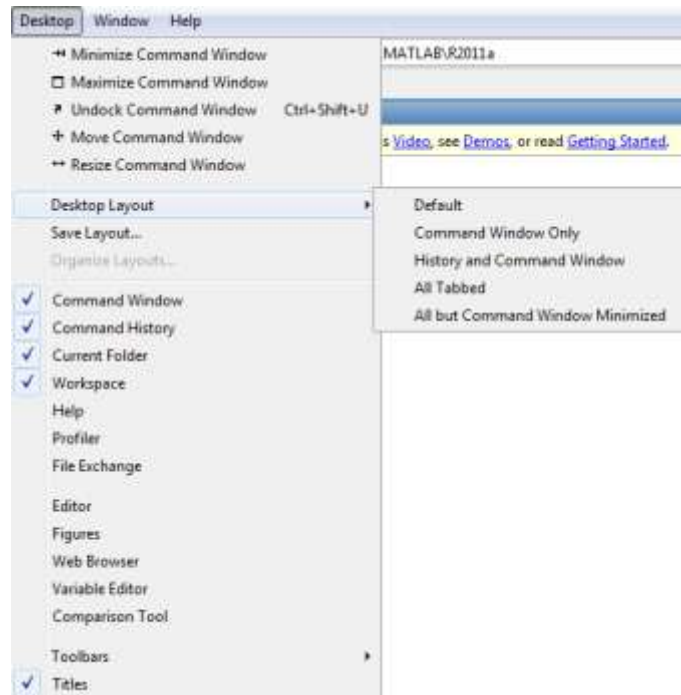 Desktop Window Help
Minimize Command Window
MATLAB\R2011a
Maximize Command Window
Undock Command Window Ctrl+Shift+U
Move Command Window
s Video, see Demos, or read Getting Started.
Resize Command Window
Desktop Layout
Default
Save Layout...
Command Window Only
Organize Layouts...
History and Command Window
All Tabbed
Command Window
All but Command Window Minimized
Command History
Current Folder
Workspace
Help
Profiler
File Exchange
Editor
Figures
Web Browser
Variable Editor
Comparison Tool
Toolbars
Titles